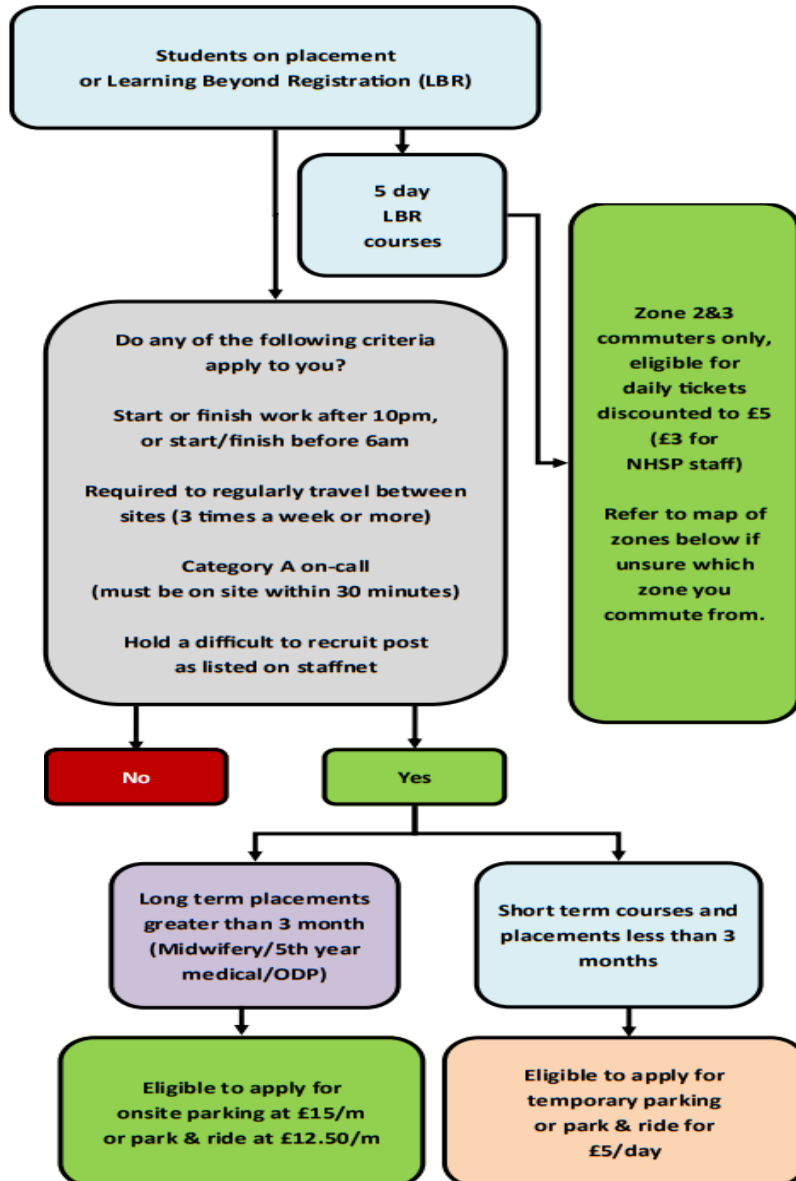 Students on placement
or Learning Beyond Registration (LBR)
5 day
LBR
courses
Zone 2&3
commuters only,
eligible for
daily tickets
discounted to £5
(£3 for
NHSP staff)
Refer to map of
zones below if
unsure which
zone you
commute from.
Do any of the following criteria
apply to you?
Start or finish work after 10pm,
or start/finish before 6am
Required to regularly travel between
sites (3 times a week or more)
Category A on-call
(must be on site within 30 minutes)
Hold a difficult to recruit post
as listed on staffnet
No
Yes
Long term placements
greater than 3 month
(Midwifery/5th year
medical/ODP)
Short term courses and
placements less than 3
months
Eligible to apply for
onsite parking at £15/m
or park & ride at £12.50/m
Eligible to apply for
temporary parking
or park & ride for
£5/day